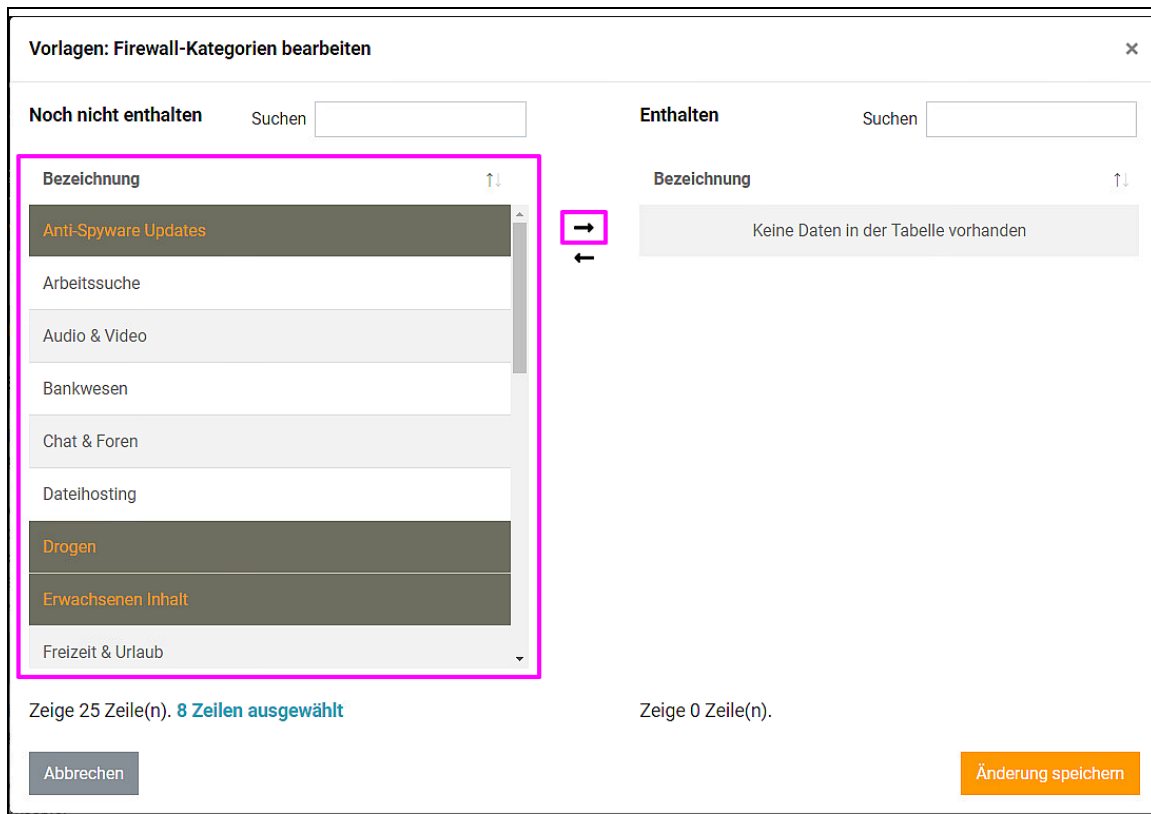 Vorlagen: Firewall-Kategorien bearbeiten ×
Noch nicht enthalten Suchen
Bezeichnung ↑↓
Anti-Spyware Updates
Arbeitssuche
Audio & Video
Bankwesen
Chat & Foren
Dateihosting
Drogen
Erwachsenen Inhalt
Freizeit & Urlaub
Zeige 25 Zeile(n). 8 Zeilen ausgewählt
Abbrechen
→
←
Enthalten Suchen
Bezeichnung ↑↓
Keine Daten in der Tabelle vorhanden
Zeige 0 Zeile(n).
Änderung speichern